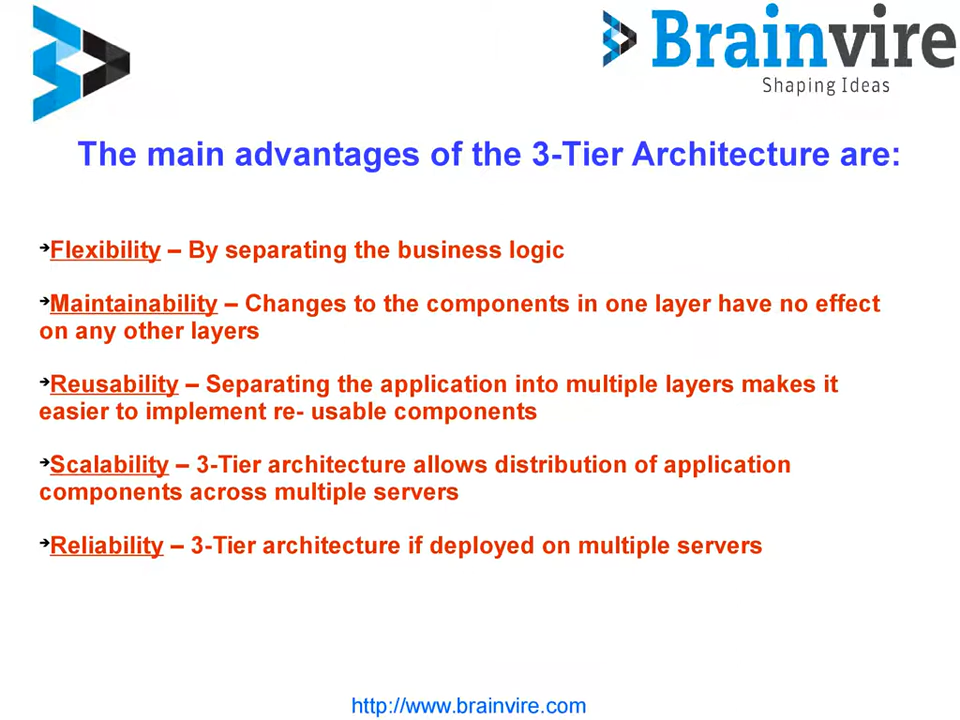 Brainvire
Shaping Ideas
The main advantages of the 3-Tier Architecture are:
➔Flexibility – By separating the business logic
➔Maintainability – Changes to the components in one layer have no effect
on any other layers
➔Reusability – Separating the application into multiple layers makes it
easier to implement re- usable components
➔Scalability – 3-Tier architecture allows distribution of application
components across multiple servers
➔Reliability – 3-Tier architecture if deployed on multiple servers
http://www.brainvire.com